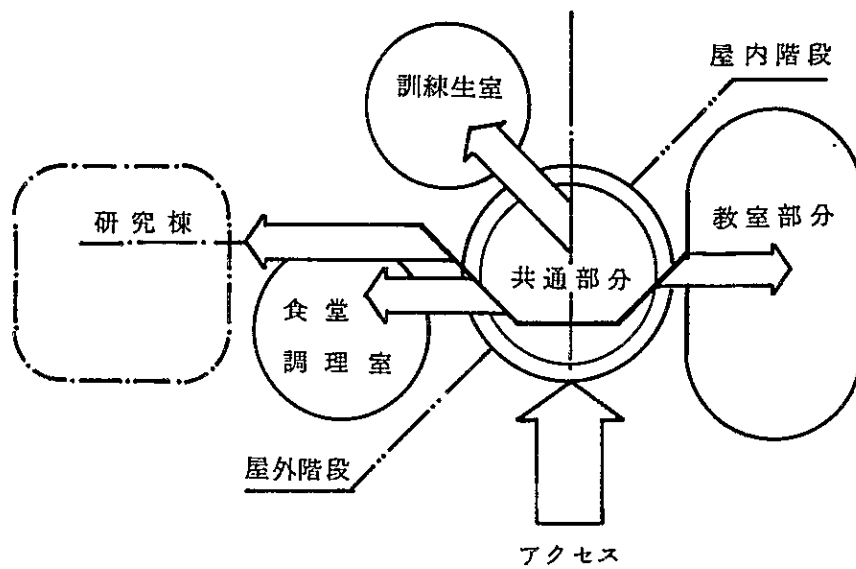 屋内階段
訓練生室
研究棟
教室部分
共通部分
食堂
調理室
屋外階段
アクセス